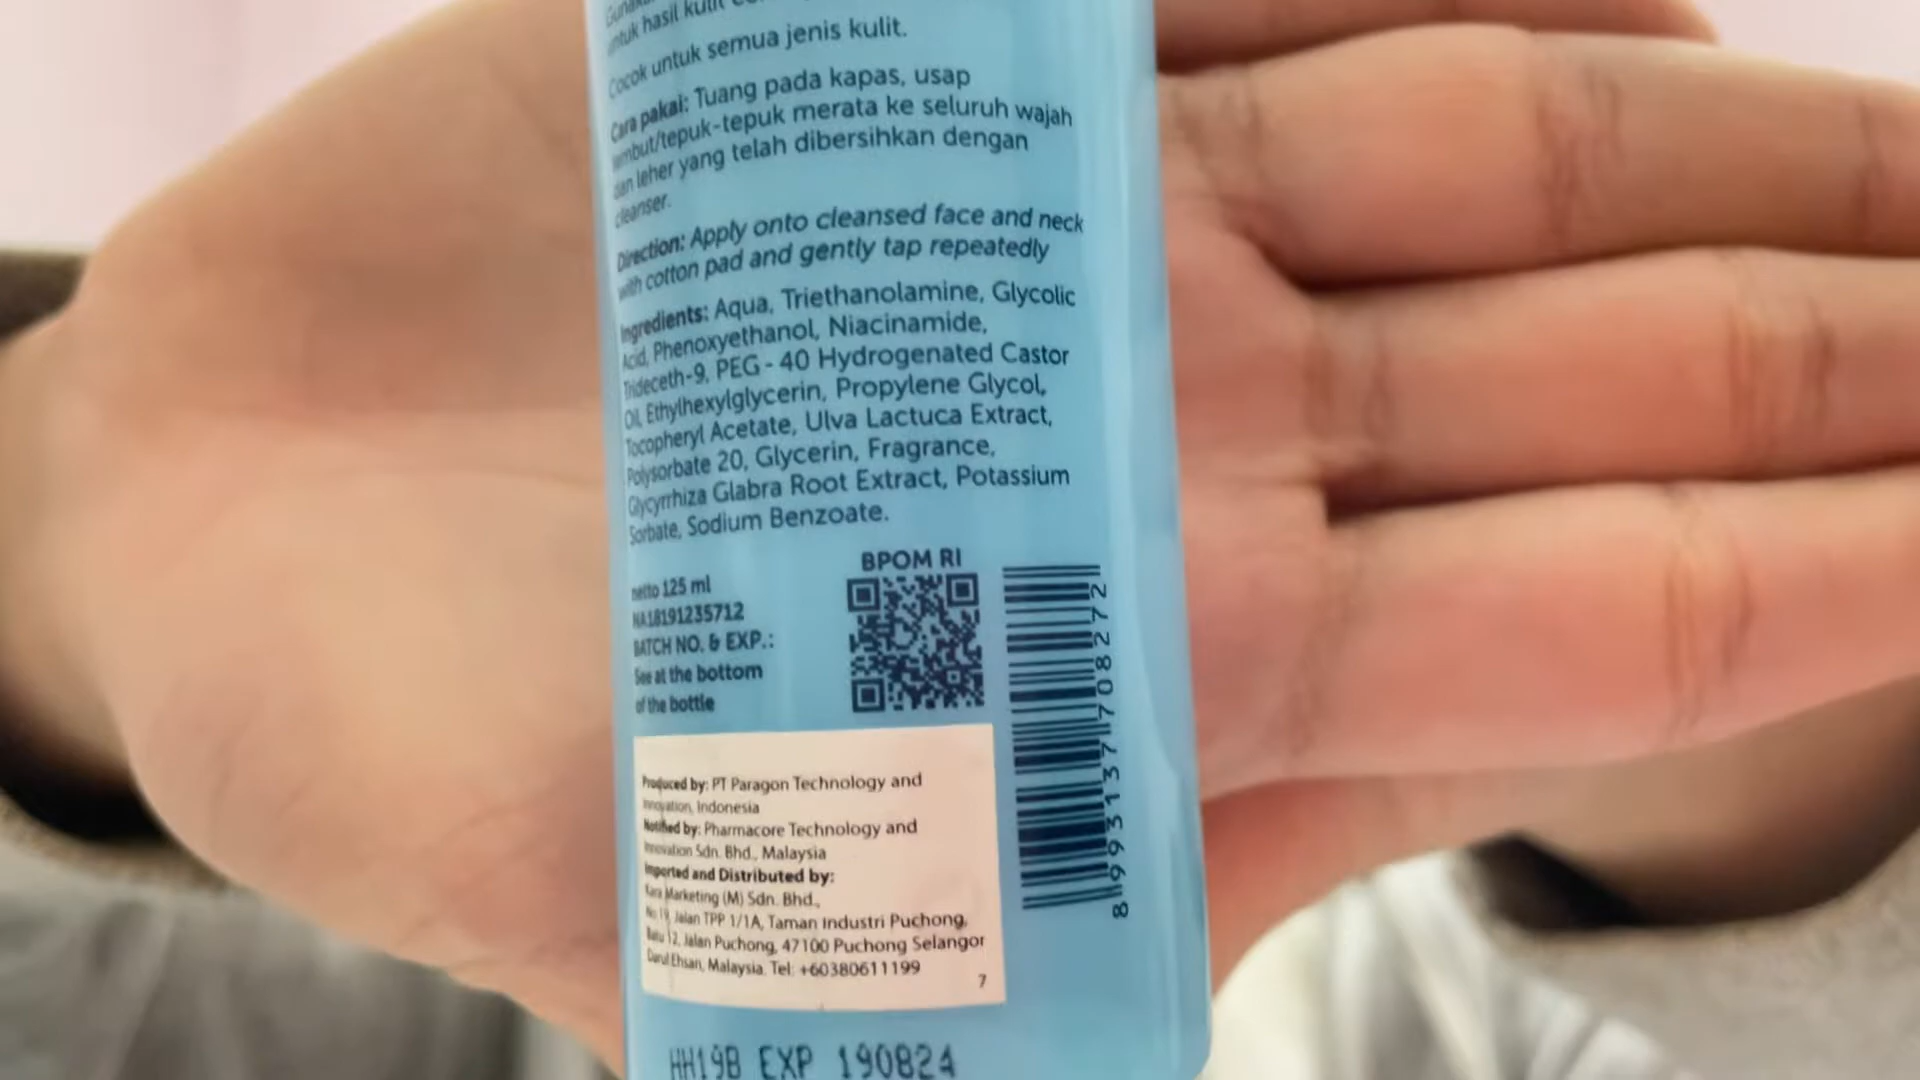 untuk hasil kulit
Cocok untuk semua jenis kulit.
Cara pakai: Tuang pada kapas, usap
lembut/tepuk-tepuk merata ke seluruh wajah
dan leher yang telah dibersihkan dengan
cleanser.
Direction: Apply onto cleansed face and neck
with cotton pad and gently tap repeatedly
Ingredients: Aqua, Triethanolamine, Glycolic
Acid, Phenoxyethanol, Niacinamide,
Trideceth-9, PEG - 40 Hydrogenated Castor
Oil, Ethylhexylglycerin, Propylene Glycol,
Tocopheryl Acetate, Ulva Lactuca Extract,
Polysorbate 20, Glycerin, Fragrance,
Glycyrrhiza Glabra Root Extract, Potassium
Sorbate, Sodium Benzoate.
BPOM RI
netto 125 ml
NA18191235712
BATCH NO. & EXP.:
See at the bottom
of the bottle
8993137708272
Produced by: PT Paragon Technology and
Innovation, Indonesia
Notified by: Pharmacore Technology and
Innovation Sdn. Bhd., Malaysia
Imported and Distributed by:
Kara Marketing (M) Sdn. Bhd.,
No 19, Jalan TPP 1/1A, Taman Industri Puchong,
Batu 12, Jalan Puchong, 47100 Puchong Selangor
Darul Ehsan, Malaysia. Tel: +60380611199
7
HH19B EXP 190824